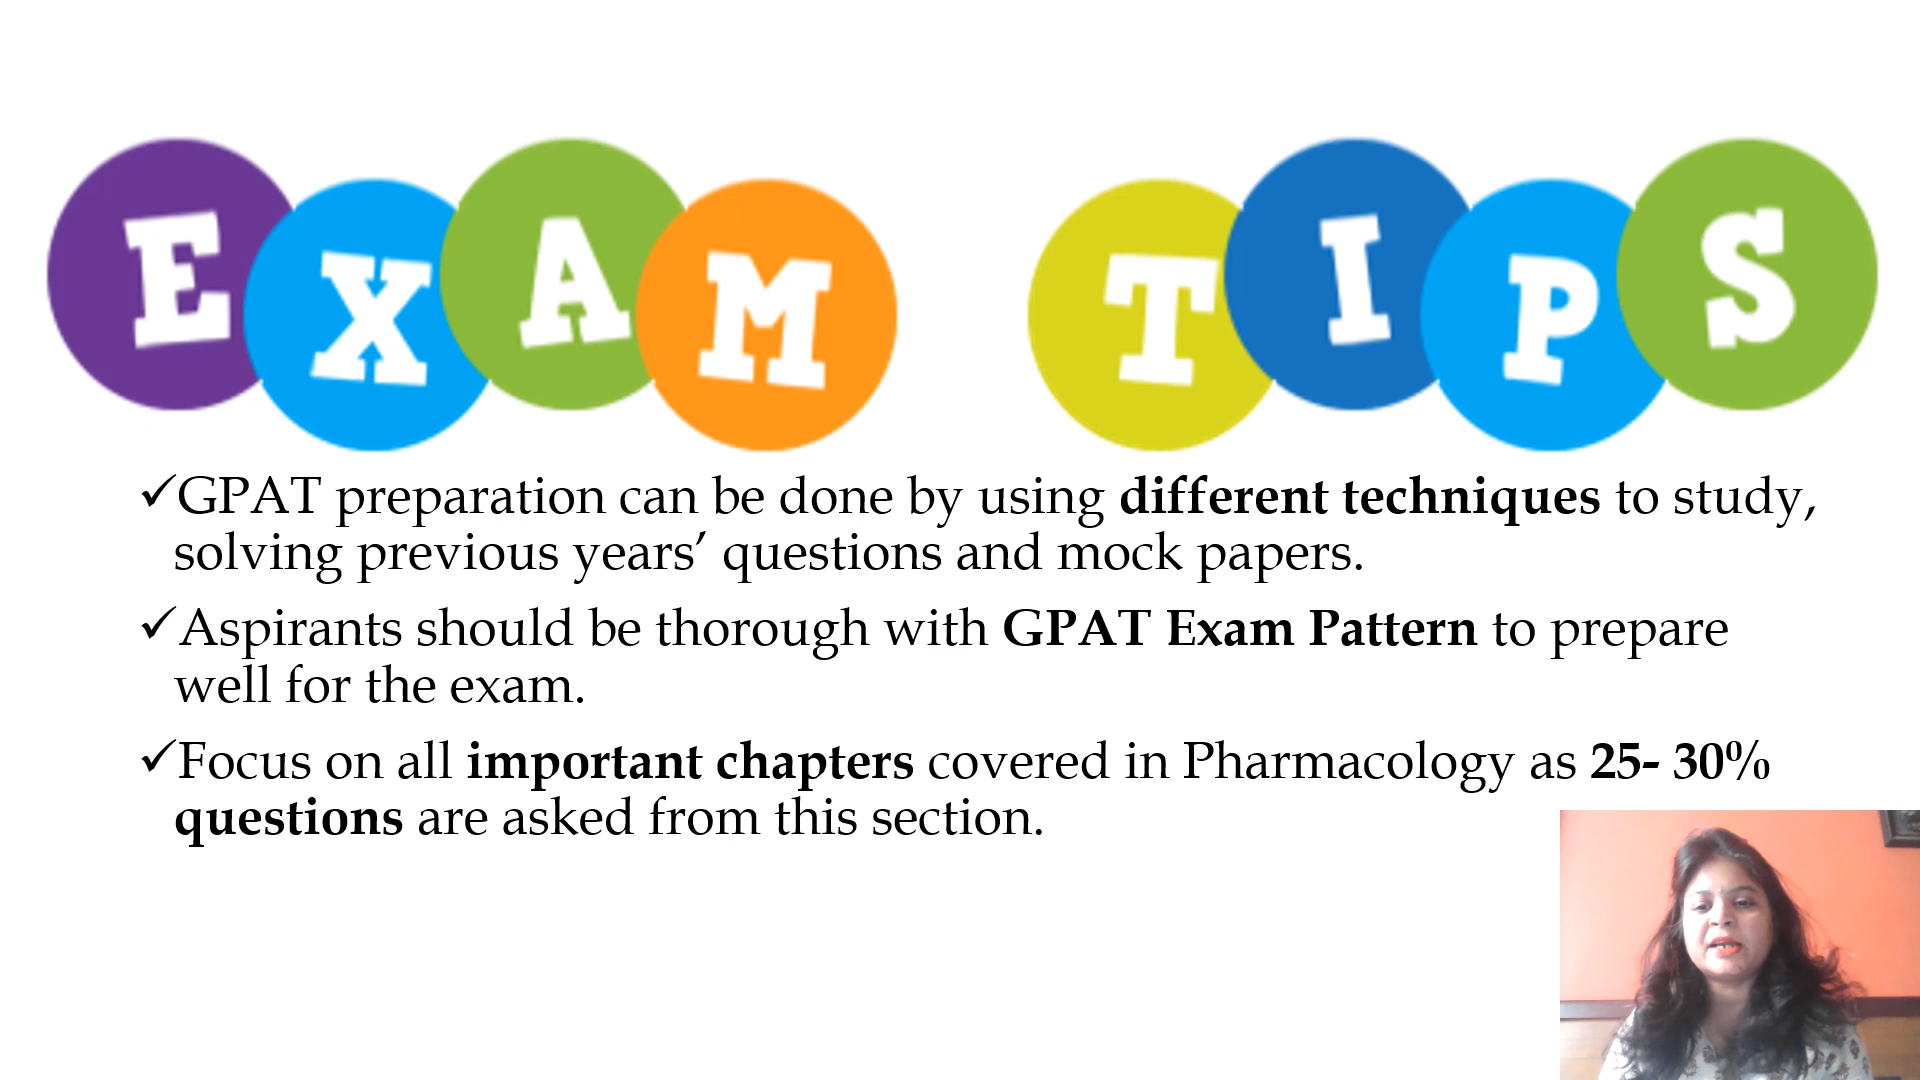 EXAM TIPS
✓GPAT preparation can be done by using different techniques to study,
solving previous years’ questions and mock papers.
✓Aspirants should be thorough with GPAT Exam Pattern to prepare
well for the exam.
✓Focus on all important chapters covered in Pharmacology as 25- 30%
questions are asked from this section.